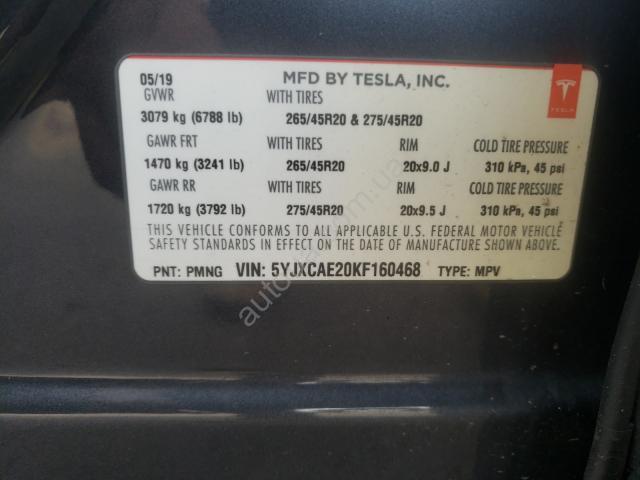 05/19 MFD BY TESLA, INC.
GVWR WITH TIRES
3079 kg (6788 lb) 265/45R20 & 275/45R20
GAWR FRT WITH TIRES RIM COLD TIRE PRESSURE
1470 kg (3241 lb) 265/45R20 20x9.0 J 310 kPa, 45 psi
GAWR RR WITH TIRES RIM COLD TIRE PRESSURE
1720 kg (3792 lb) 275/45R20 20x9.5 J 310 kPa, 45 psi
THIS VEHICLE CONFORMS TO ALL APPLICABLE U.S. FEDERAL MOTOR VEHICLE
SAFETY STANDARDS IN EFFECT ON THE DATE OF MANUFACTURE SHOWN ABOVE.
PNT: PMNG VIN: 5YJXCAE20KF160468 TYPE: MPV
TESLA